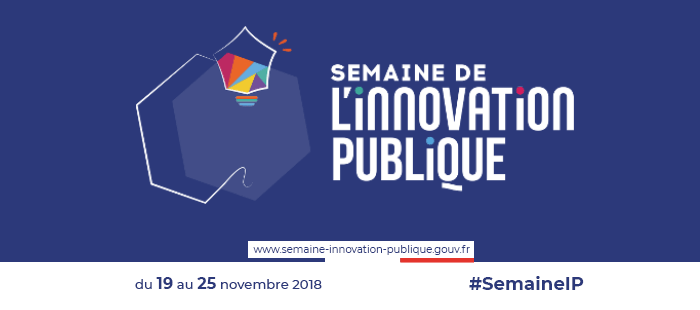 SEMAINE DE
L'iNNOVATiON
PUBLiQUE
www.semaine-innovation-publique.gouv.fr
du 19 au 25 novembre 2018
#SemaineIP